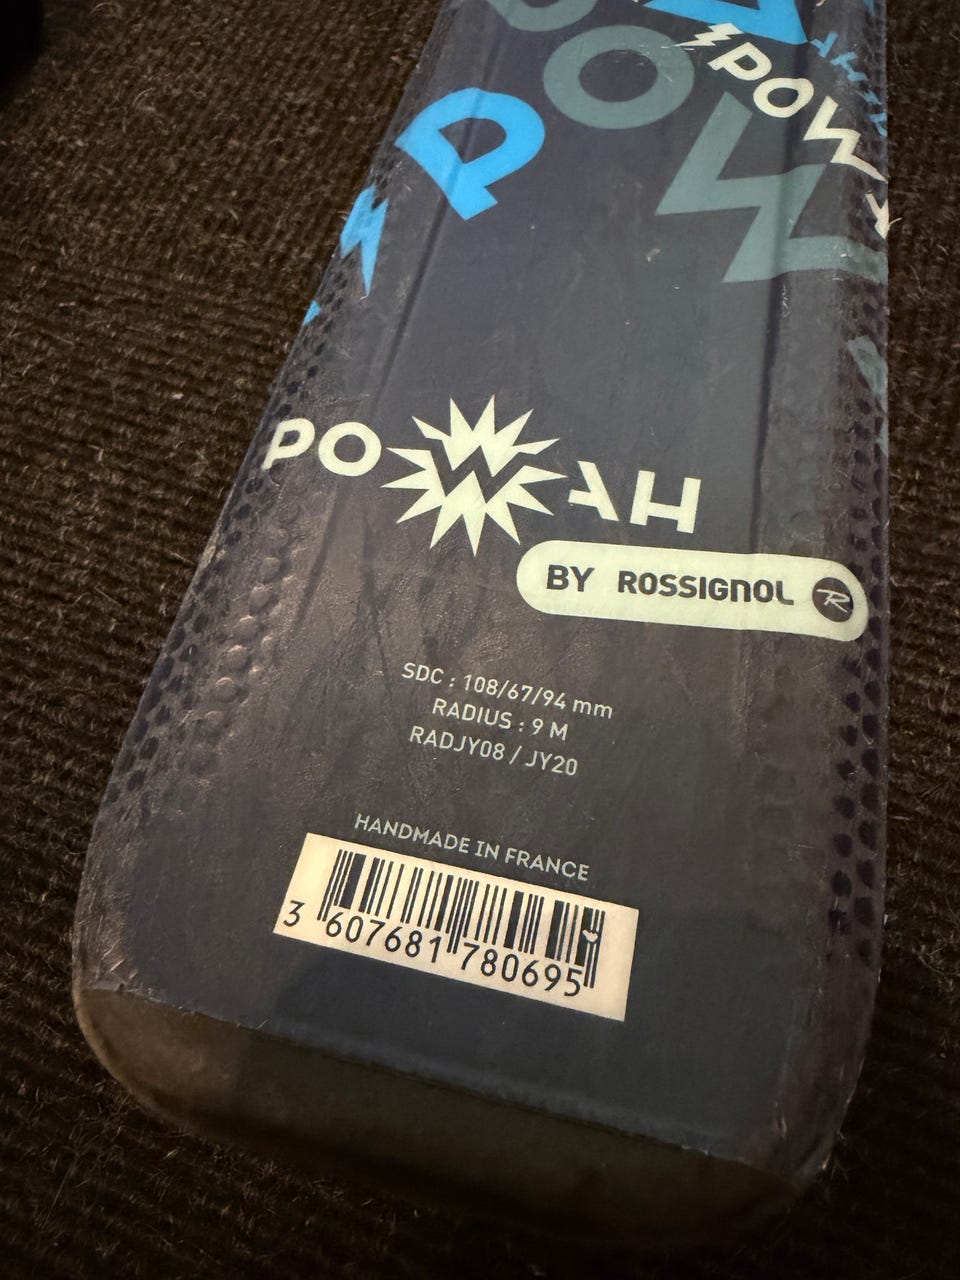 POW
POW
P
POWAH
BY ROSSIGNOL R
SDC : 108/67/94 mm
RADIUS : 9 M
RADJY08 / JY20
HANDMADE IN FRANCE
3 607681 780695